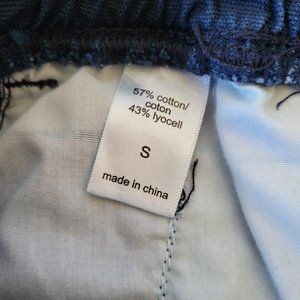 57% cotton/
coton
43% lyocell
S
made in china